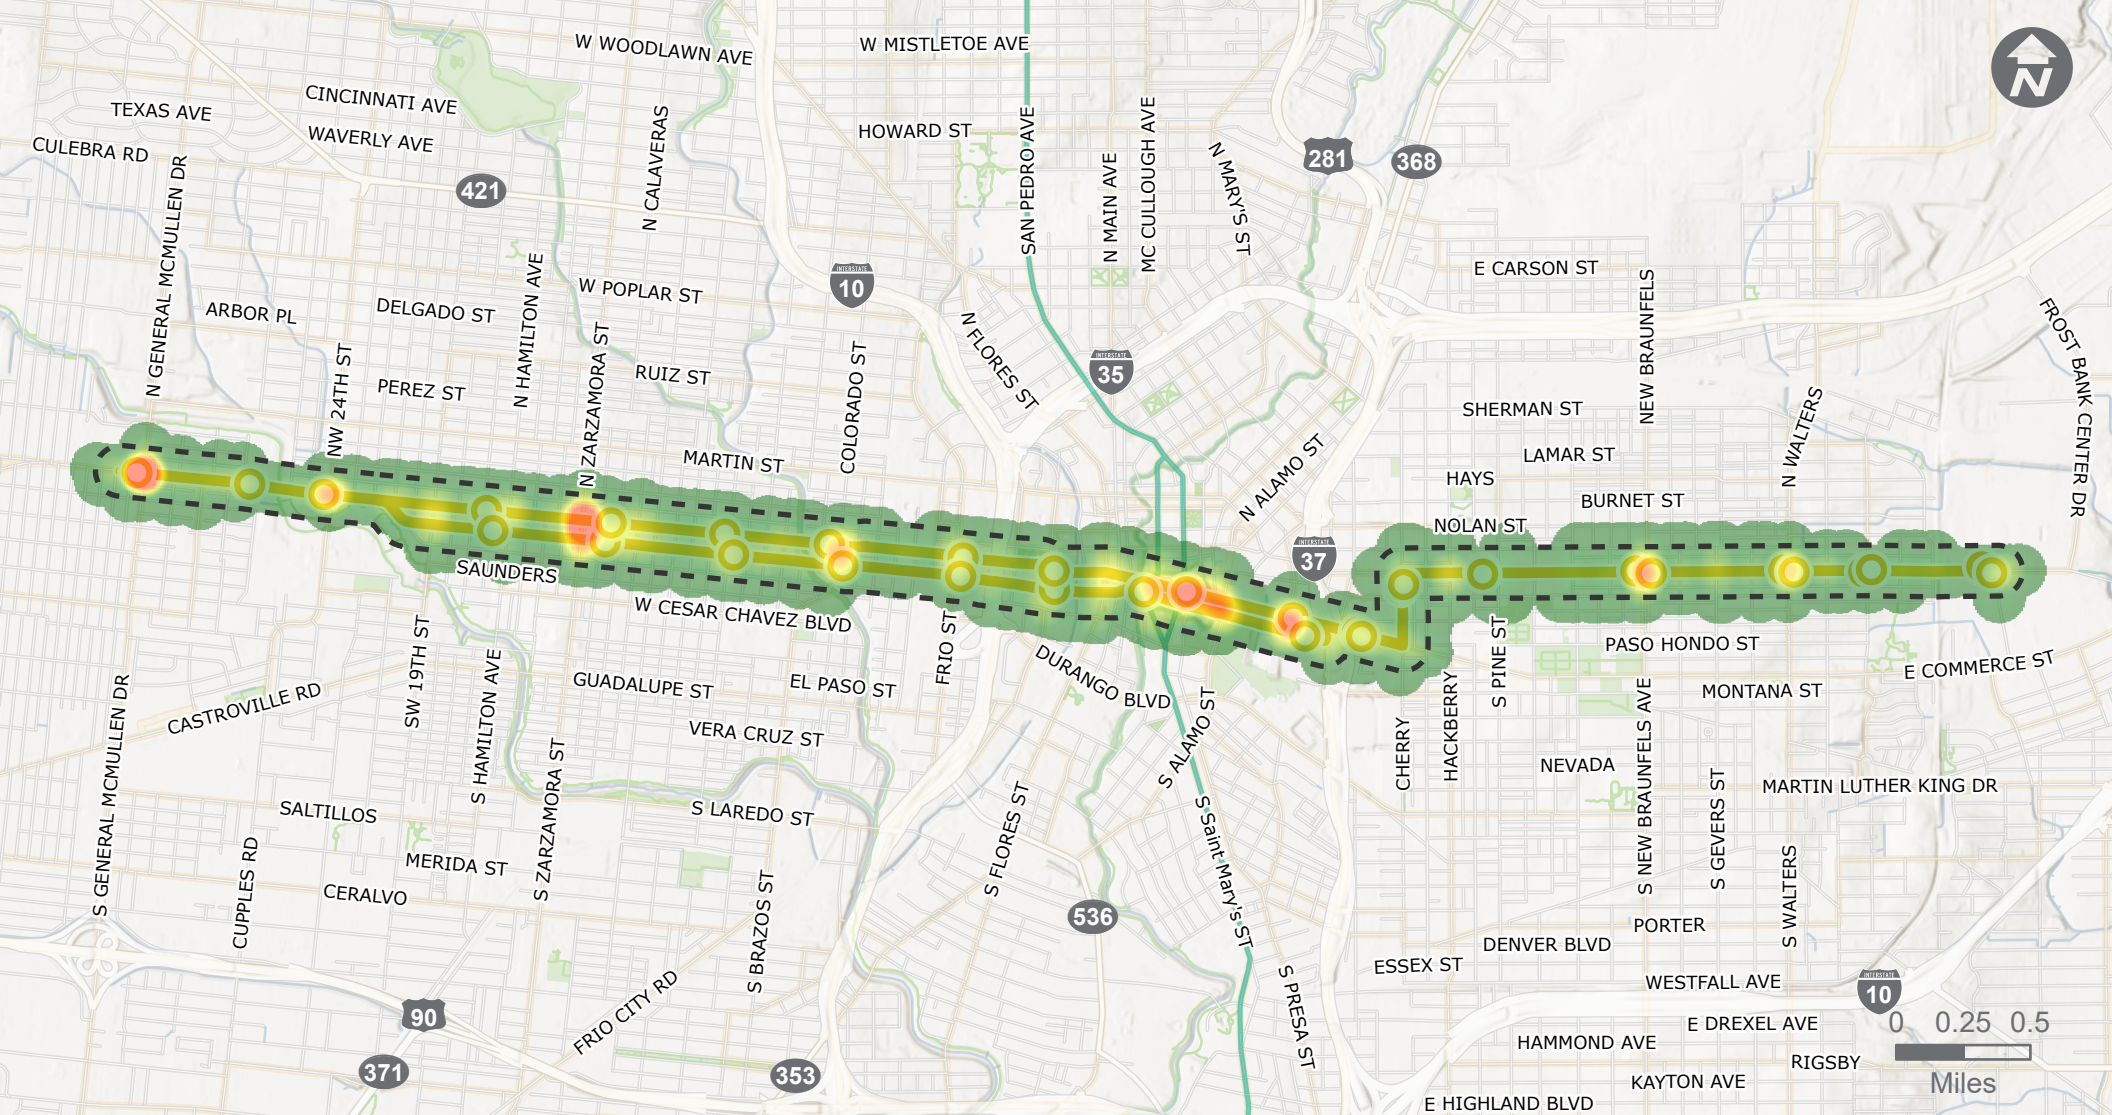 W WOODLAWN AVE
W MISTLETOE AVE
N
CINCINNATI AVE
TEXAS AVE
WAVERLY AVE
CULEBRA RD
N GENERAL MCMULLEN DR
421
N CALAVERAS
HOWARD ST
SAN PEDRO AVE
N MAIN AVE
MC CULLOUGH AVE
N MARY'S ST
281
368
ARBOR PL
DELGADO ST
N HAMILTON AVE
W POPLAR ST
INTERSTATE
10
E CARSON ST
NEW BRAUNFELS
FROST BANK CENTER DR
NW 24TH ST
PEREZ ST
N ZARZAMORA ST
RUIZ ST
COLORADO ST
N FLORES ST
INTERSTATE
35
SHERMAN ST
N WALTERS
MARTIN ST
N ALAMO ST
LAMAR ST
HAYS
BURNET ST
NOLAN ST
INTERSTATE
37
SAUNDERS
W CESAR CHAVEZ BLVD
FRIO ST
DURANGO BLVD
S PINE ST
PASO HONDO ST
E COMMERCE ST
S GENERAL MCMULLEN DR
CASTROVILLE RD
SW 19TH ST
S HAMILTON AVE
GUADALUPE ST
EL PASO ST
S ALAMO ST
CHERRY
HACKBERRY
S NEW BRAUNFELS AVE
MONTANA ST
S ZARZAMORA ST
VERA CRUZ ST
NEVADA
S GEVERS ST
MARTIN LUTHER KING DR
SALTILLOS
S LAREDO ST
S FLORES ST
S Saint Mary's ST
CUPPLES RD
MERIDA ST
CERALVO
S BRAZOS ST
536
S WALTERS
PORTER
DENVER BLVD
ESSEX ST
WESTFALL AVE
INTERSTATE
10
90
FRIO CITY RD
S PRESA ST
0 0.25 0.5
Miles
E DREXEL AVE
HAMMOND AVE
RIGSBY
371
353
KAYTON AVE
E HIGHLAND BLVD